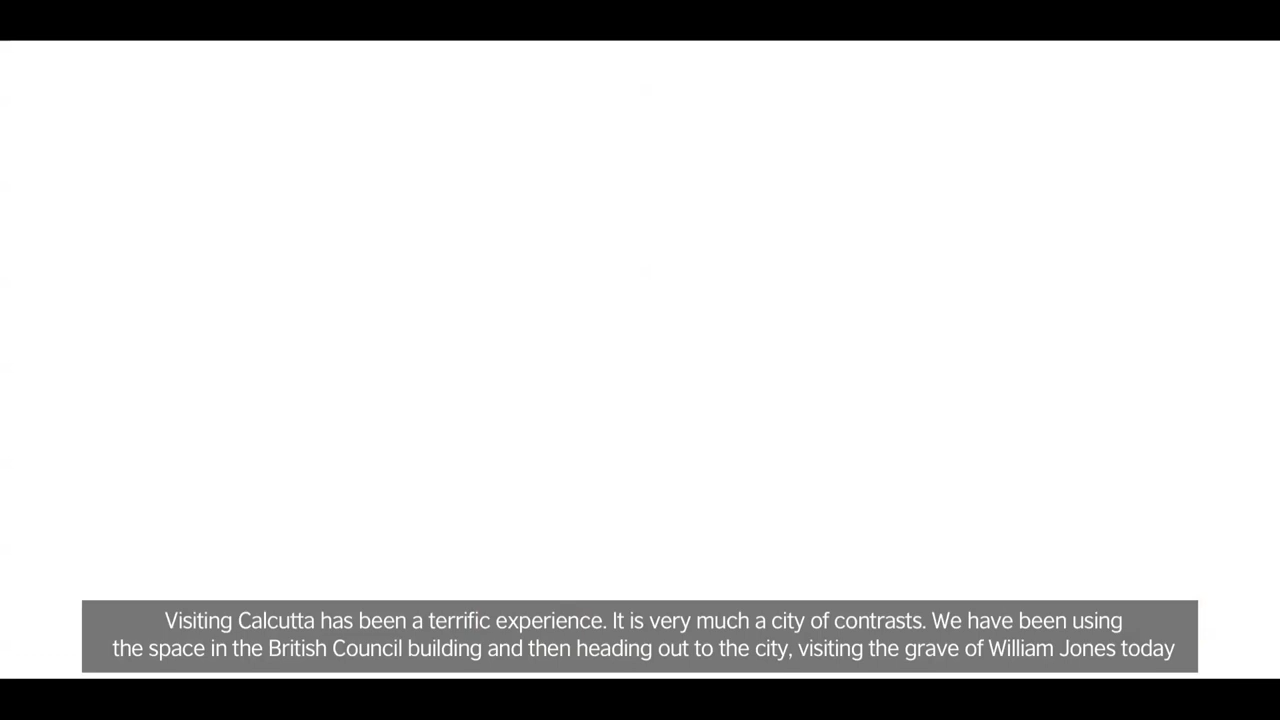 Visiting Calcutta has been a terrific experience. It is very much a city of contrasts. We have been using
the space in the British Council building and then heading out to the city, visiting the grave of William Jones today